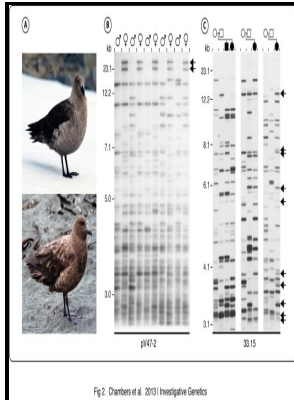 A
B
C
♂ ♀ ♂ ♀ ♂ ♀ ♂ ♀ ♂ ♀
kb
23.1
12.2
7.1
5.0
3.0
pV47-2
kb
23.1
12.2
8.1
6.1
4.1
3.1
33.15
Fig 2. Chambers et al. 2013 | Investigative Genetics